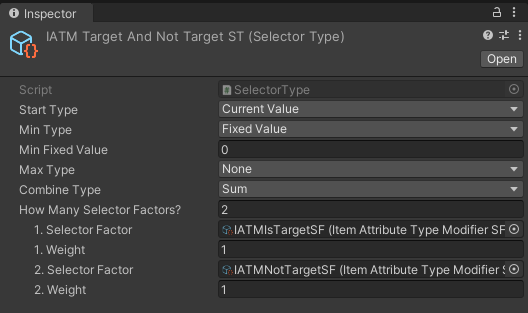 Inspector
IATM Target And Not Target ST (Selector Type)
Open
Script SelectorType
Start Type Current Value
Min Type Fixed Value
Min Fixed Value 0
Max Type None
Combine Type Sum
How Many Selector Factors? 2
1. Selector Factor IATMIsTargetSF (Item Attribute Type Modifier SF
1. Weight 1
2. Selector Factor IATMNotTargetSF (Item Attribute Type Modifier S
2. Weight 1